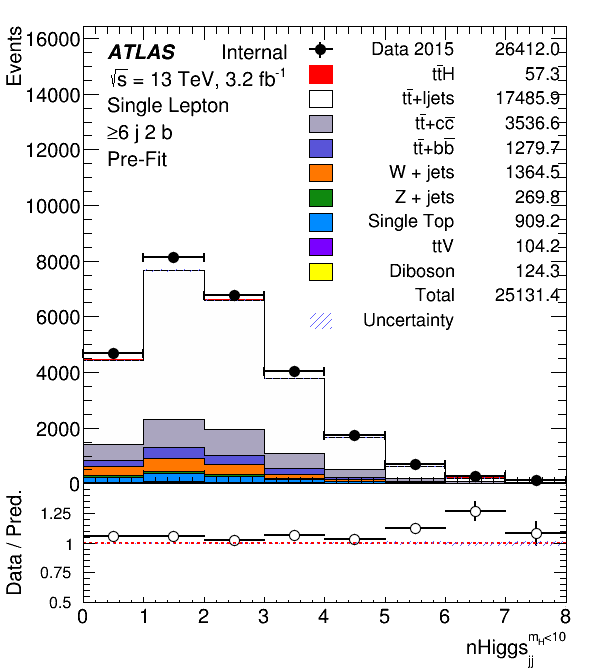 Events
16000
14000
12000
10000
8000
6000
4000
2000
0
ATLAS Internal
√s = 13 TeV, 3.2 fb⁻¹
Single Lepton
≥6 j 2 b
Pre-Fit
Data 2015 26412.0
tt̄H 57.3
tt̄+ljets 17485.9
tt̄+cc̄ 3536.6
tt̄+bb̄ 1279.7
W + jets 1364.5
Z + jets 269.8
Single Top 909.2
ttV 104.2
Diboson 124.3
Total 25131.4
Uncertainty
Data / Pred.
1.25
1
0.75
0.5
0 1 2 3 4 5 6 7 8
nHiggs_jj^{m_H<10}